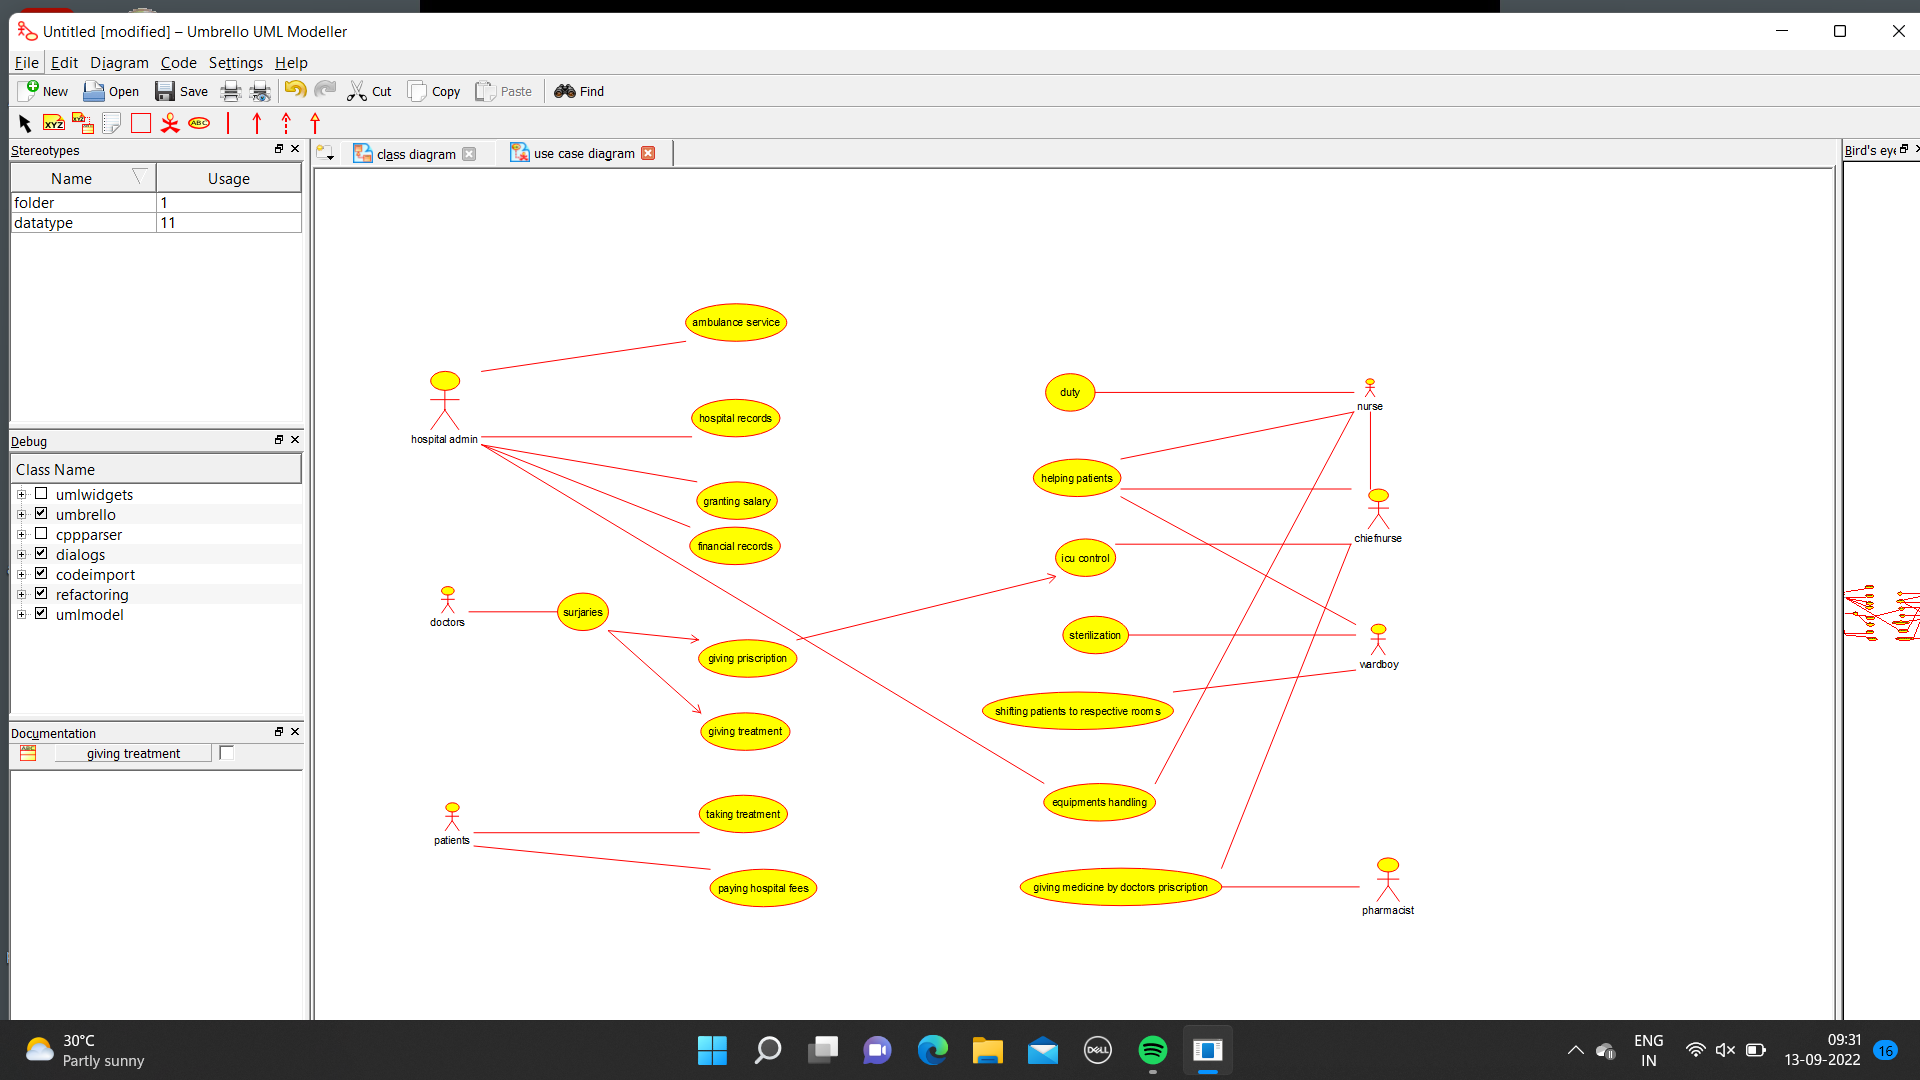 Untitled [modified] – Umbrello UML Modeller
File Edit Diagram Code Settings Help
New Open Save Cut Copy Paste Find
XYZ XYZ ABC
Stereotypes
Name Usage
folder 1
datatype 11
Debug
Class Name
umlwidgets
umbrello
cppparser
dialogs
codeimport
refactoring
umlmodel
Documentation
ABC giving treatment
class diagram use case diagram
Bird's eye
ambulance service
hospital admin
hospital records
granting salary
financial records
doctors
surjaries
giving priscription
giving treatment
patients
taking treatment
paying hospital fees
duty
nurse
helping patients
chiefnurse
icu control
sterilization
wardboy
shifting patients to respective rooms
equipments handling
giving medicine by doctors priscription
pharmacist
30°C
Partly sunny
DELL
ENG
IN
09:31
13-09-2022
16